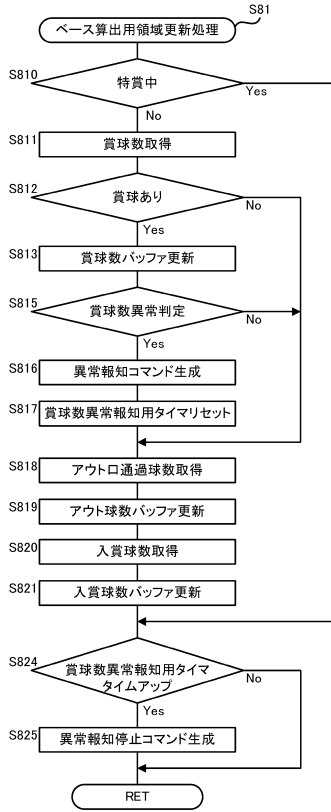 S81
ベース算出用領域更新処理
S810
特賞中
Yes
No
S811
賞球数取得
S812
賞球あり
No
Yes
S813
賞球数バッファ更新
S815
賞球数異常判定
No
Yes
S816
異常報知コマンド生成
S817
賞球数異常報知用タイマリセット
S818
アウト口通過球数取得
S819
アウト球数バッファ更新
S820
入賞球数取得
S821
入賞球数バッファ更新
S824
賞球数異常報知用タイマ
タイムアップ
No
Yes
S825
異常報知停止コマンド生成
RET